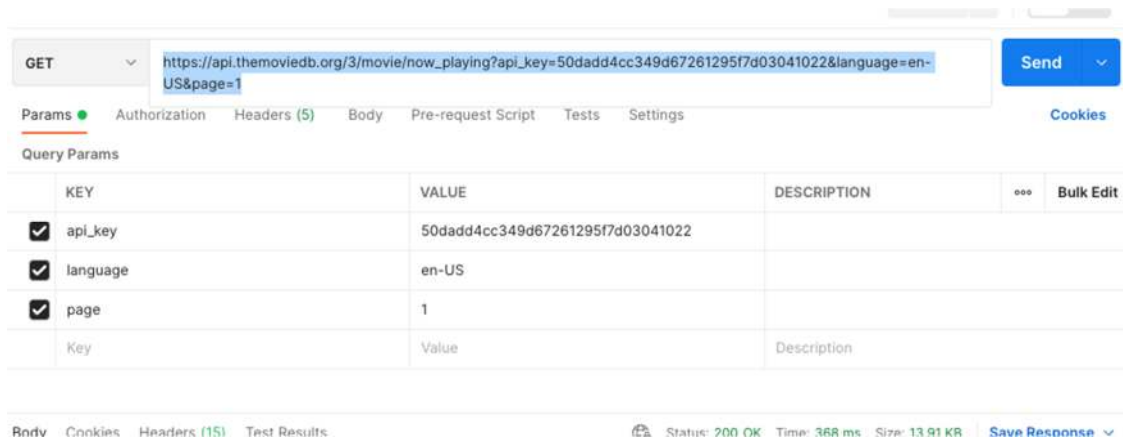 GET
https://api.themoviedb.org/3/movie/now_playing?api_key=50dadd4cc349d67261295f7d03041022&language=en-
US&page=1
Send
Params Authorization Headers (5) Body Pre-request Script Tests Settings Cookies
Query Params
KEY VALUE DESCRIPTION ooo Bulk Edit
api_key 50dadd4cc349d67261295f7d03041022
language en-US
page 1
Key Value Description
Body Cookies Headers (15) Test Results Status: 200 OK Time: 368 ms Size: 13.91 KB Save Response